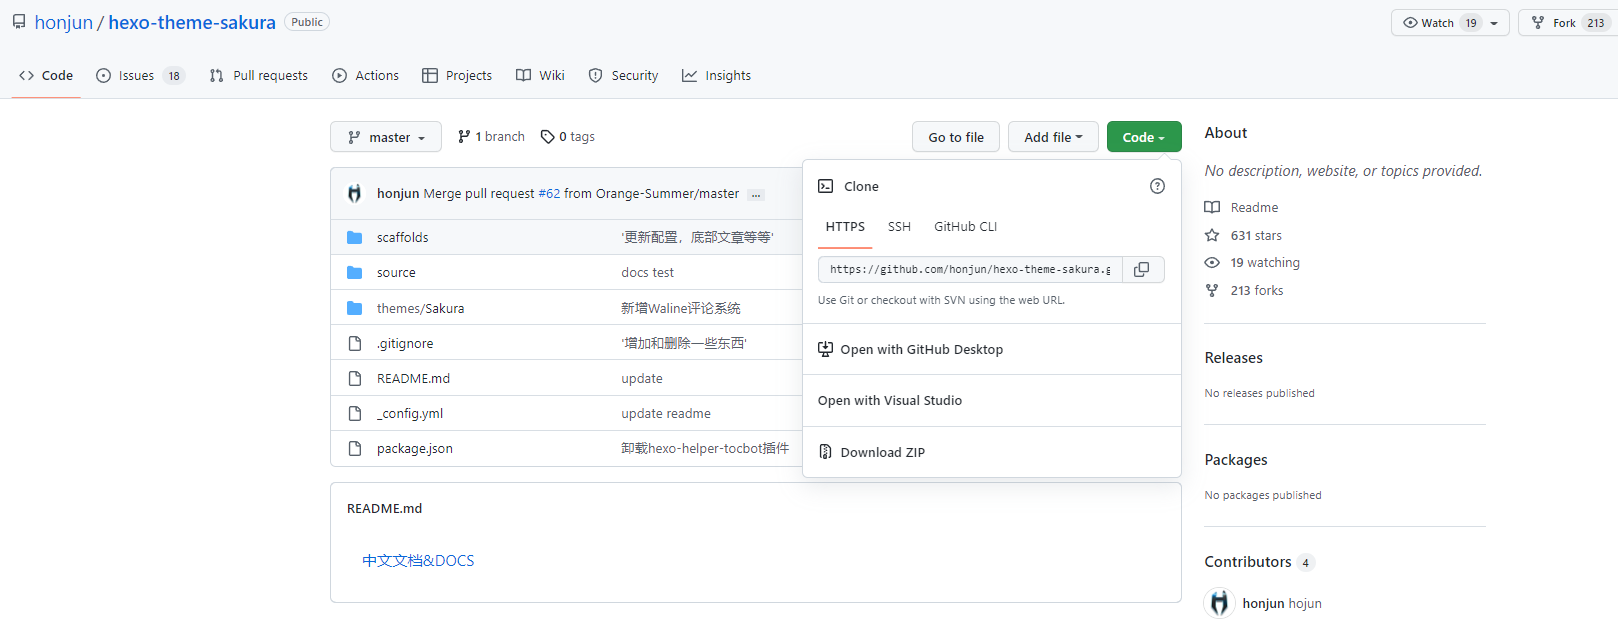 honjun / hexo-theme-sakura Public
Watch 19
Fork 213
Code
Issues 18
Pull requests
Actions
Projects
Wiki
Security
Insights
master
1 branch
0 tags
Go to file
Add file
Code
honjun Merge pull request #62 from Orange-Summer/master ...
scaffolds '更新配置，底部文章等等'
source docs test
themes/Sakura 新增Waline评论系统
.gitignore '增加和删除一些东西'
README.md update
_config.yml update readme
package.json 卸载hexo-helper-tocbot插件
Clone
HTTPS
SSH
GitHub CLI
https://github.com/honjun/hexo-theme-sakura.g
Use Git or checkout with SVN using the web URL.
Open with GitHub Desktop
Open with Visual Studio
Download ZIP
README.md
中文文档&DOCS
About
No description, website, or topics provided.
Readme
631 stars
19 watching
213 forks
Releases
No releases published
Packages
No packages published
Contributors 4
honjun hojun